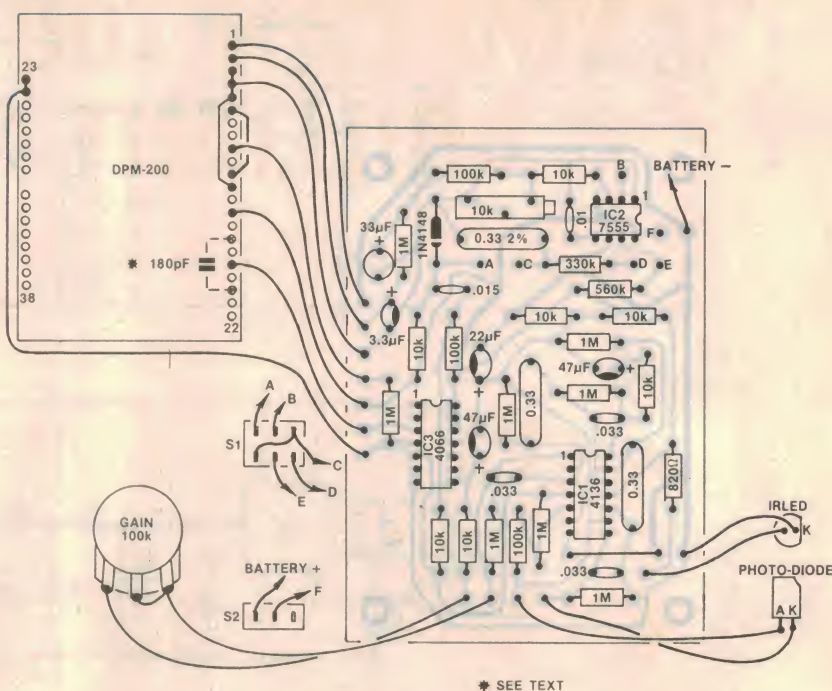 1
23
DPM-200
180pF
38
22
100k
10k
B
BATTERY −
1
IC2
7555
.01
10k
33µF
+
1M
1N4148
0.33 2%
F
A
C
330k
D
E
+
.015
560k
3.3µF
10k
100k
22µF
+
10k
10k
1M
47µF
+
1M
10k
1M
1
IC3
4066
47µF
+
1M
0.33
.033
.033
1
IC1
4136
0.33
820Ω
A
B
S1
C
D
E
GAIN
100k
10k
10k
1M
100k
1M
IRLED
K
BATTERY +
F
S2
.033
1M
PHOTO-DIODE
A K
✱ SEE TEXT